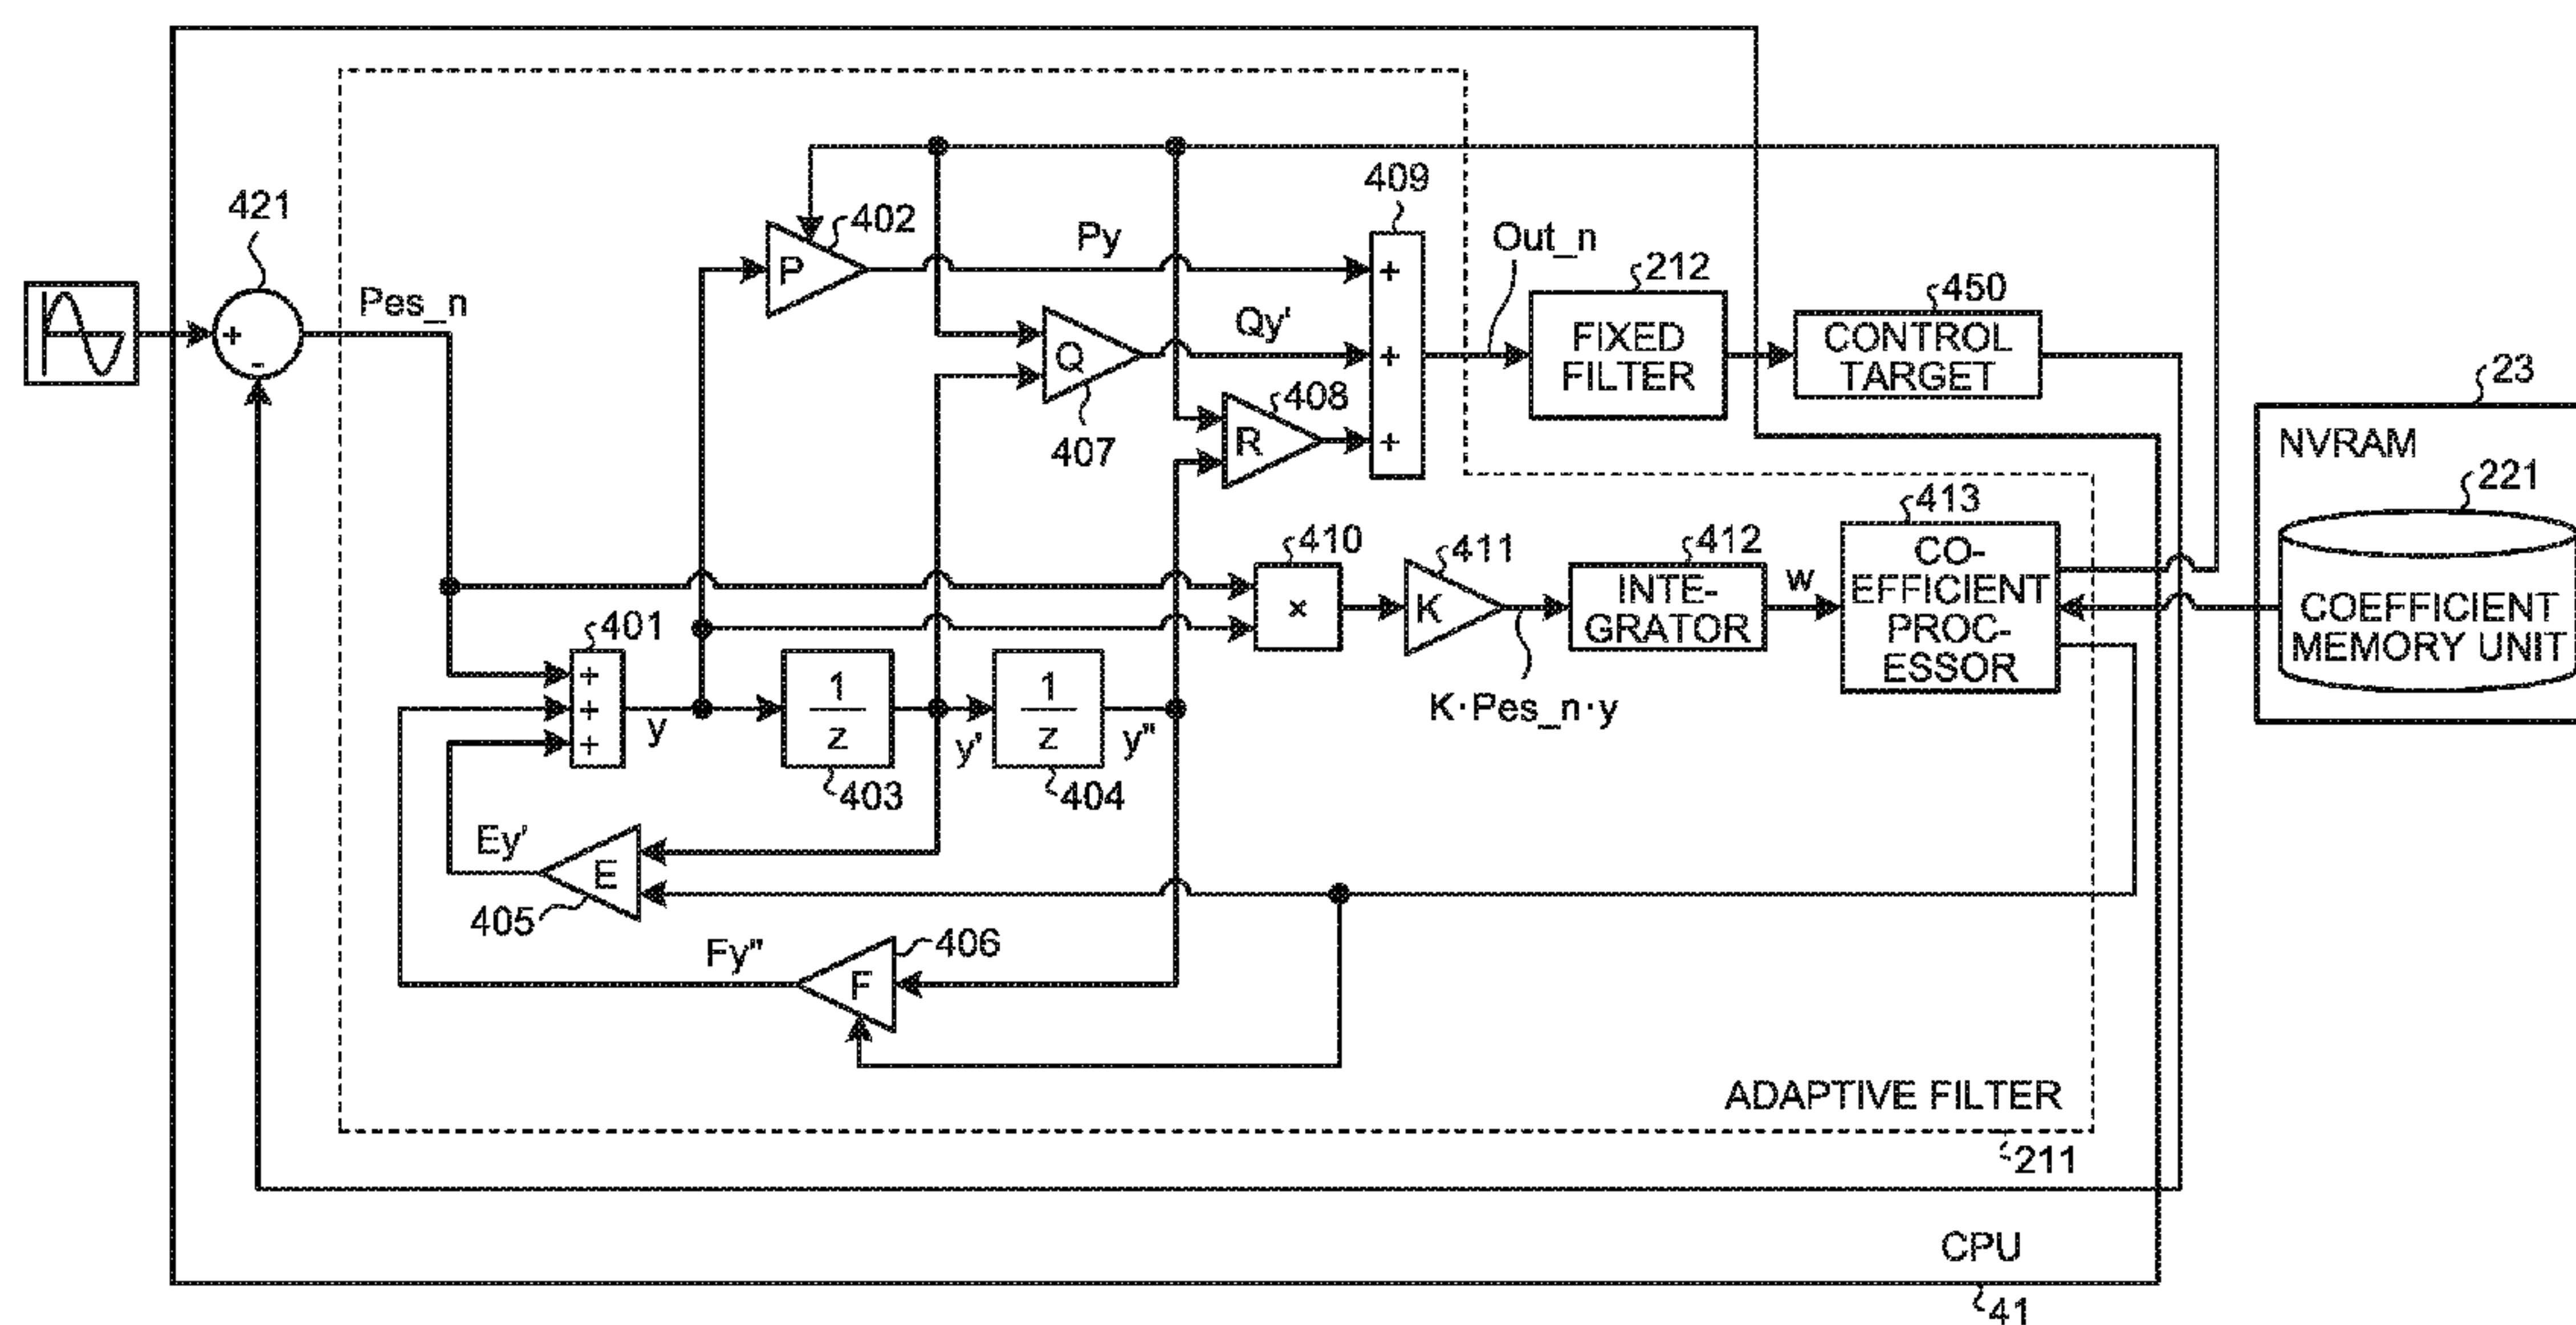 421
Pes_n
402
P
Py
409
+
+
+
Out_n
212
FIXED
FILTER
450
CONTROL
TARGET
+
-
Q
Qy'
407
408
R
23
NVRAM
221
COEFFICIENT
MEMORY UNIT
410
×
411
K
K·Pes_n·y
412
INTE-
GRATOR
w
413
CO-
EFFICIENT
PROC-
ESSOR
401
+
+
+
y
1
z
403
y'
1
z
404
y"
Ey'
E
405
Fy"
F
406
ADAPTIVE FILTER
211
CPU
41